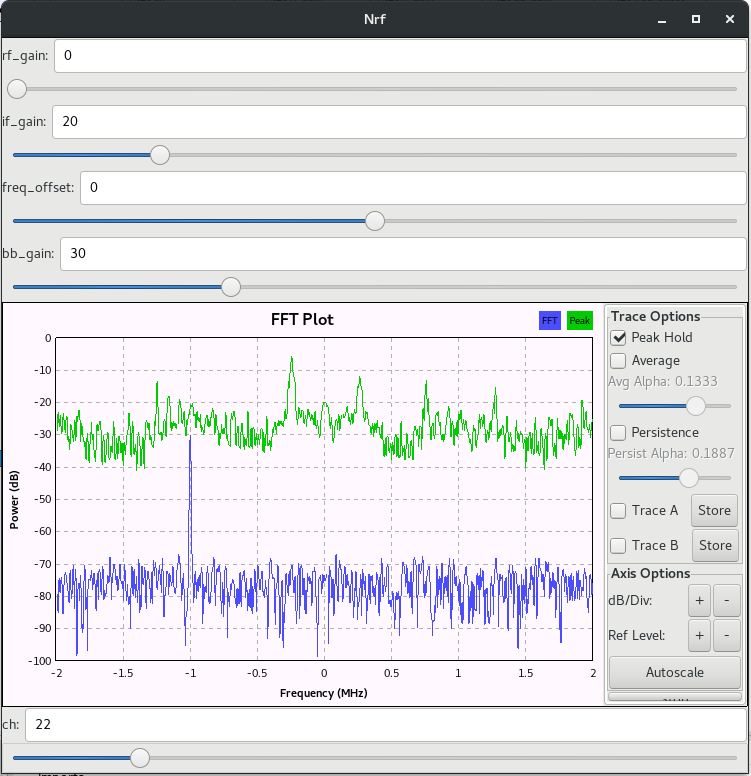 Nrf
rf_gain: 0
if_gain: 20
freq_offset: 0
bb_gain: 30
FFT Plot
FFT Peak
0
-10
-20
-30
-40
-50
-60
-70
-80
-90
-100
Power (dB)
-2 -1.5 -1 -0.5 0 0.5 1 1.5 2
Frequency (MHz)
Trace Options
Peak Hold
Average
Avg Alpha: 0.1333
Persistence
Persist Alpha: 0.1887
Trace A Store
Trace B Store
Axis Options
dB/Div: + -
Ref Level: + -
Autoscale
ch: 22